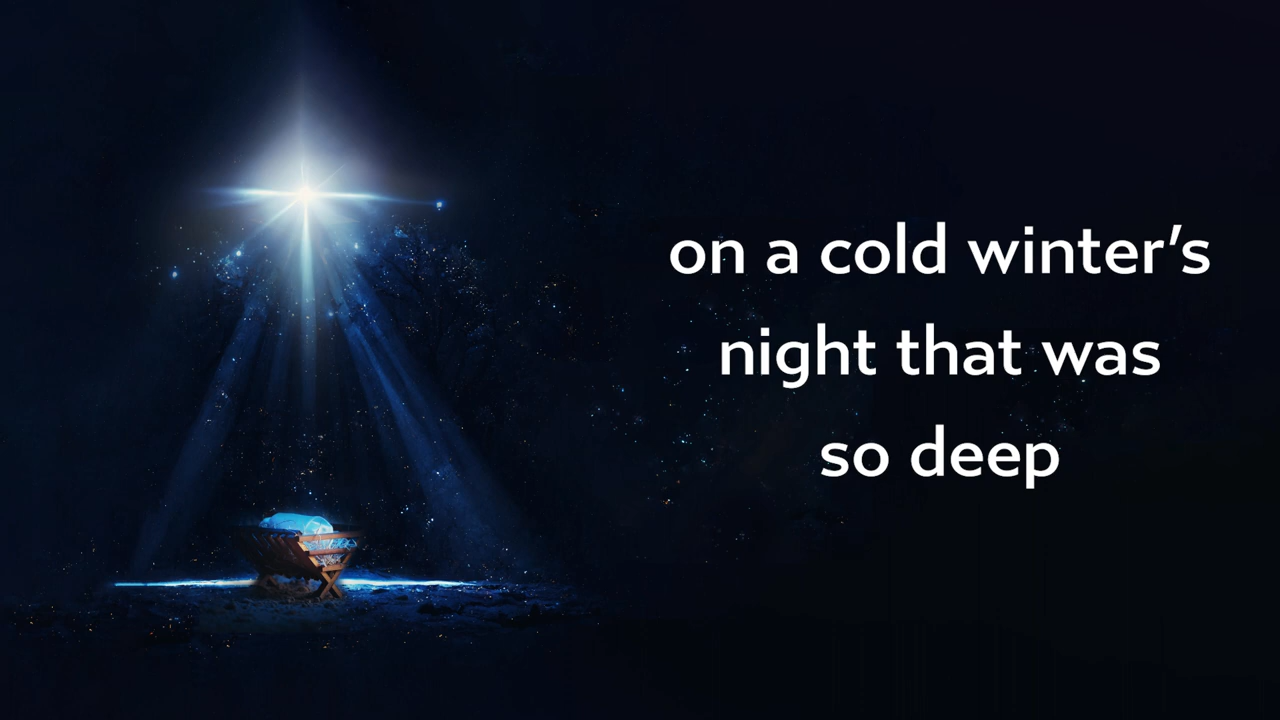 on a cold winter’s
night that was
so deep